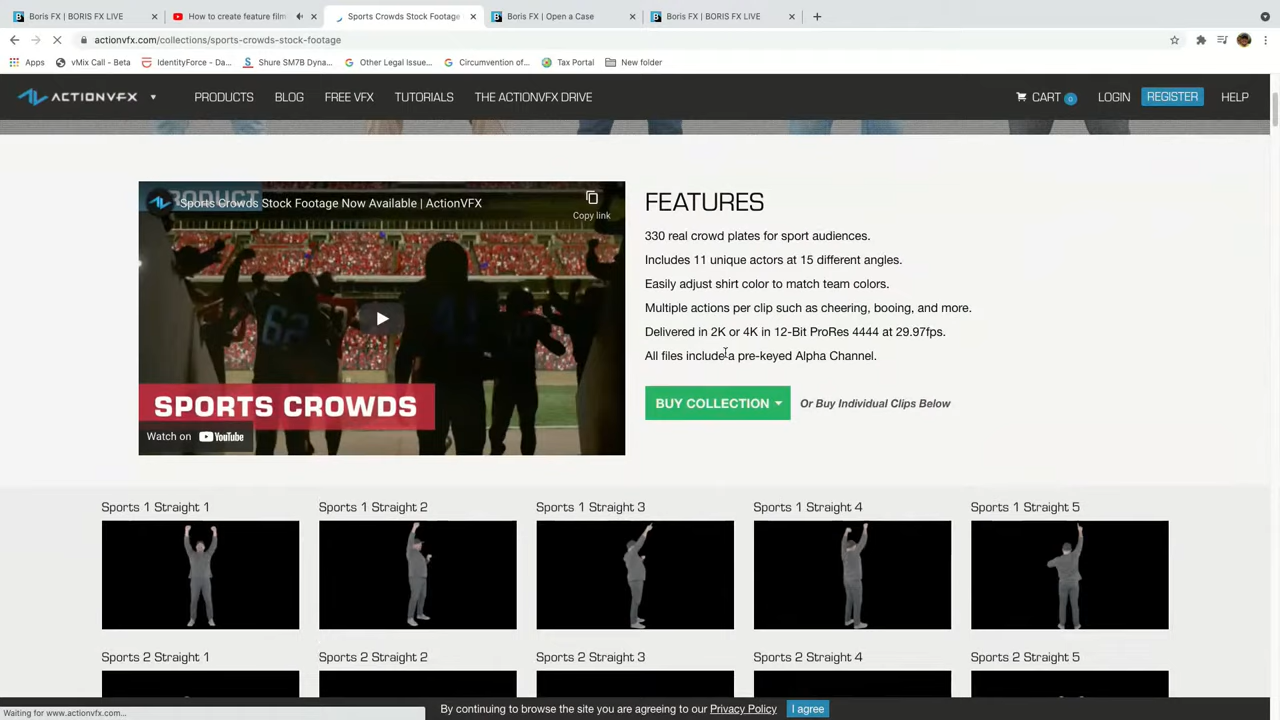 Boris FX | BORIS FX LIVE
How to create feature film
Sports Crowds Stock Footage
Boris FX | Open a Case
Boris FX | BORIS FX LIVE
actionvfx.com/collections/sports-crowds-stock-footage
Apps
vMix Call - Beta
IdentityForce - Da...
Shure SM7B Dyna...
Other Legal Issue...
Circumvention of...
Tax Portal
New folder
ACTIONVFX
PRODUCTS
BLOG
FREE VFX
TUTORIALS
THE ACTIONVFX DRIVE
CART 0
LOGIN
REGISTER
HELP
PRODUCT
Sports Crowds Stock Footage Now Available | ActionVFX
Copy link
62
SPORTS CROWDS
Watch on YouTube
FEATURES
330 real crowd plates for sport audiences.
Includes 11 unique actors at 15 different angles.
Easily adjust shirt color to match team colors.
Multiple actions per clip such as cheering, booing, and more.
Delivered in 2K or 4K in 12-Bit ProRes 4444 at 29.97fps.
All files include a pre-keyed Alpha Channel.
BUY COLLECTION
Or Buy Individual Clips Below
Sports 1 Straight 1
Sports 1 Straight 2
Sports 1 Straight 3
Sports 1 Straight 4
Sports 1 Straight 5
Sports 2 Straight 1
Sports 2 Straight 2
Sports 2 Straight 3
Sports 2 Straight 4
Sports 2 Straight 5
Waiting for www.actionvfx.com...
By continuing to browse the site you are agreeing to our Privacy Policy
I agree